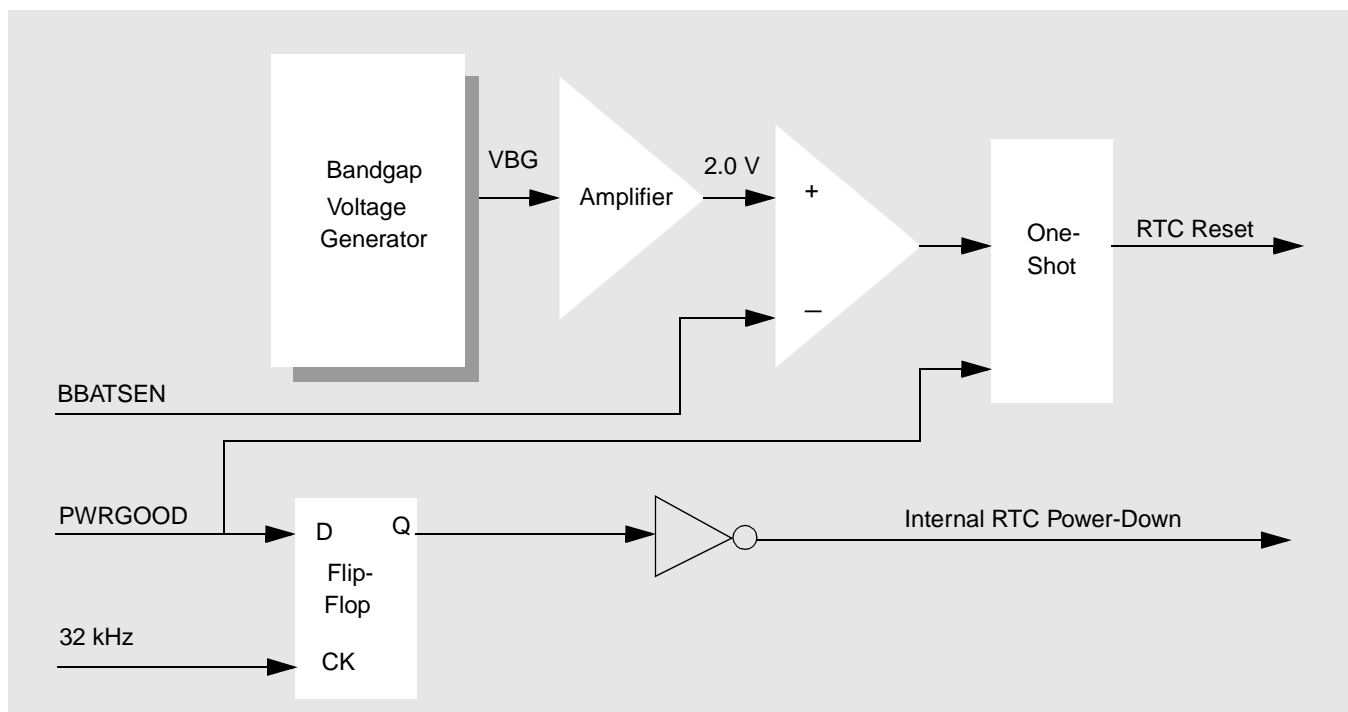 Bandgap
Voltage
Generator
VBG
Amplifier
2.0 V
+
–
One-
Shot
RTC Reset
BBATSEN
PWRGOOD
D
Q
Flip-
Flop
CK
32 kHz
Internal RTC Power-Down